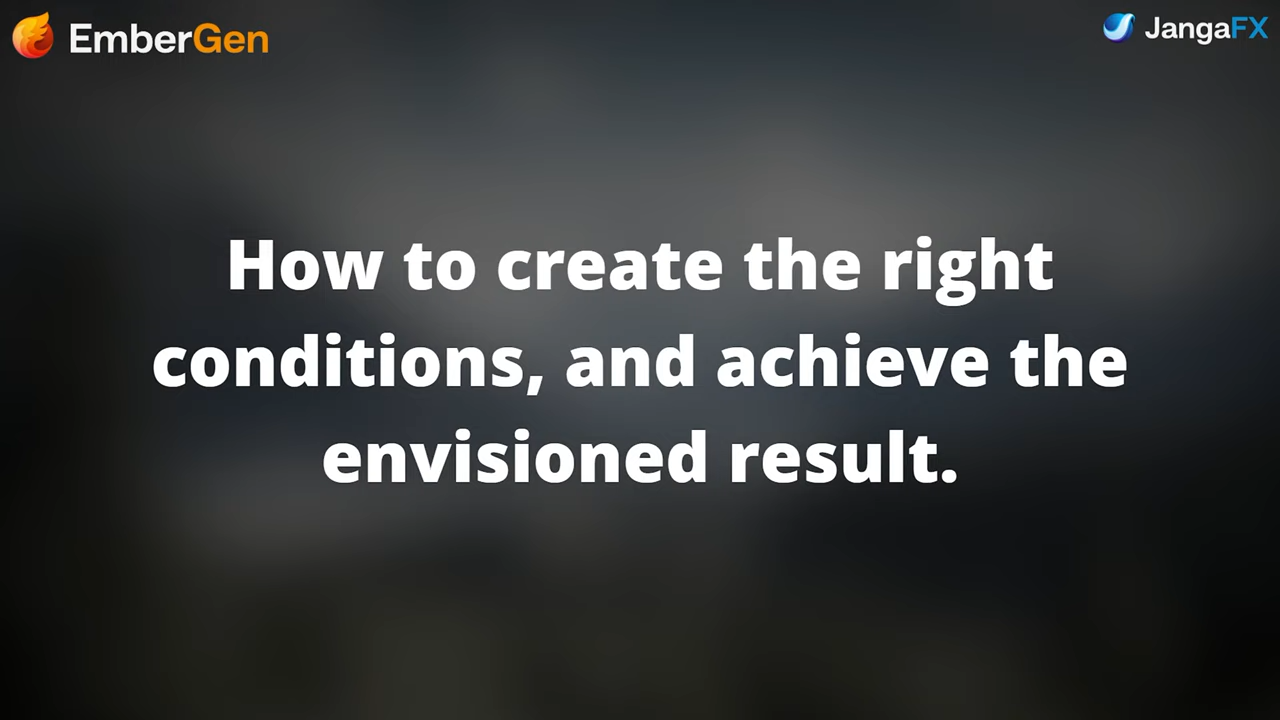 EmberGen
JangaFX
How to create the right
conditions, and achieve the
envisioned result.